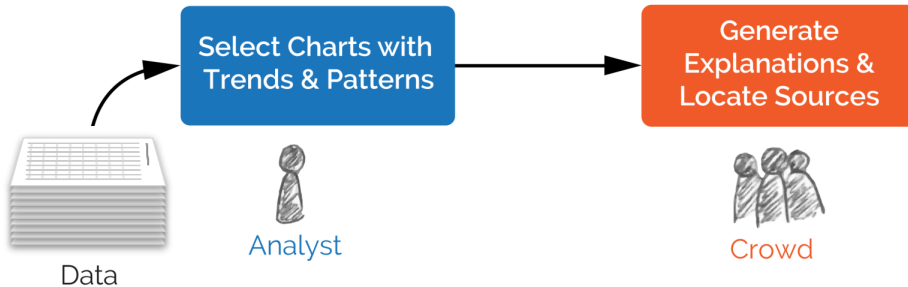 Select Charts with
Trends & Patterns
Generate
Explanations &
Locate Sources
Data
Analyst
Crowd